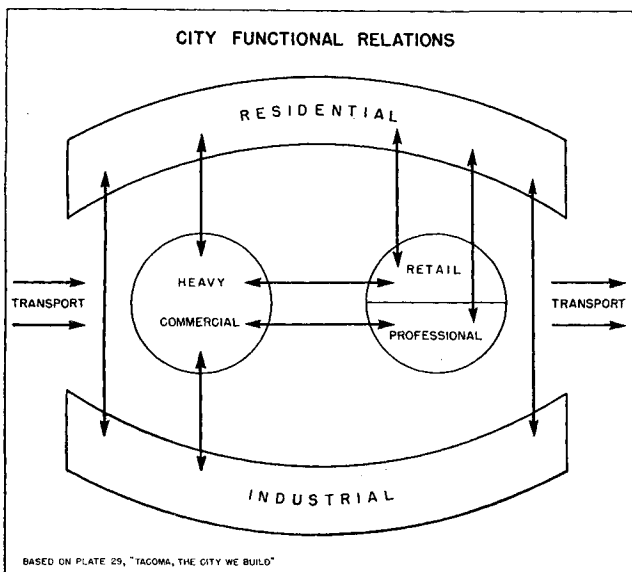 CITY FUNCTIONAL RELATIONS
RESIDENTIAL
HEAVY
COMMERCIAL
RETAIL
PROFESSIONAL
TRANSPORT
TRANSPORT
INDUSTRIAL
BASED ON PLATE 29, "TACOMA, THE CITY WE BUILD"